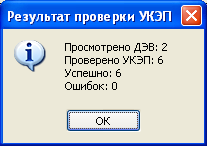 Результат проверки УКЭП
Просмотрено ДЭВ: 2
Проверено УКЭП: 6
Успешно: 6
Ошибок: 0
OK